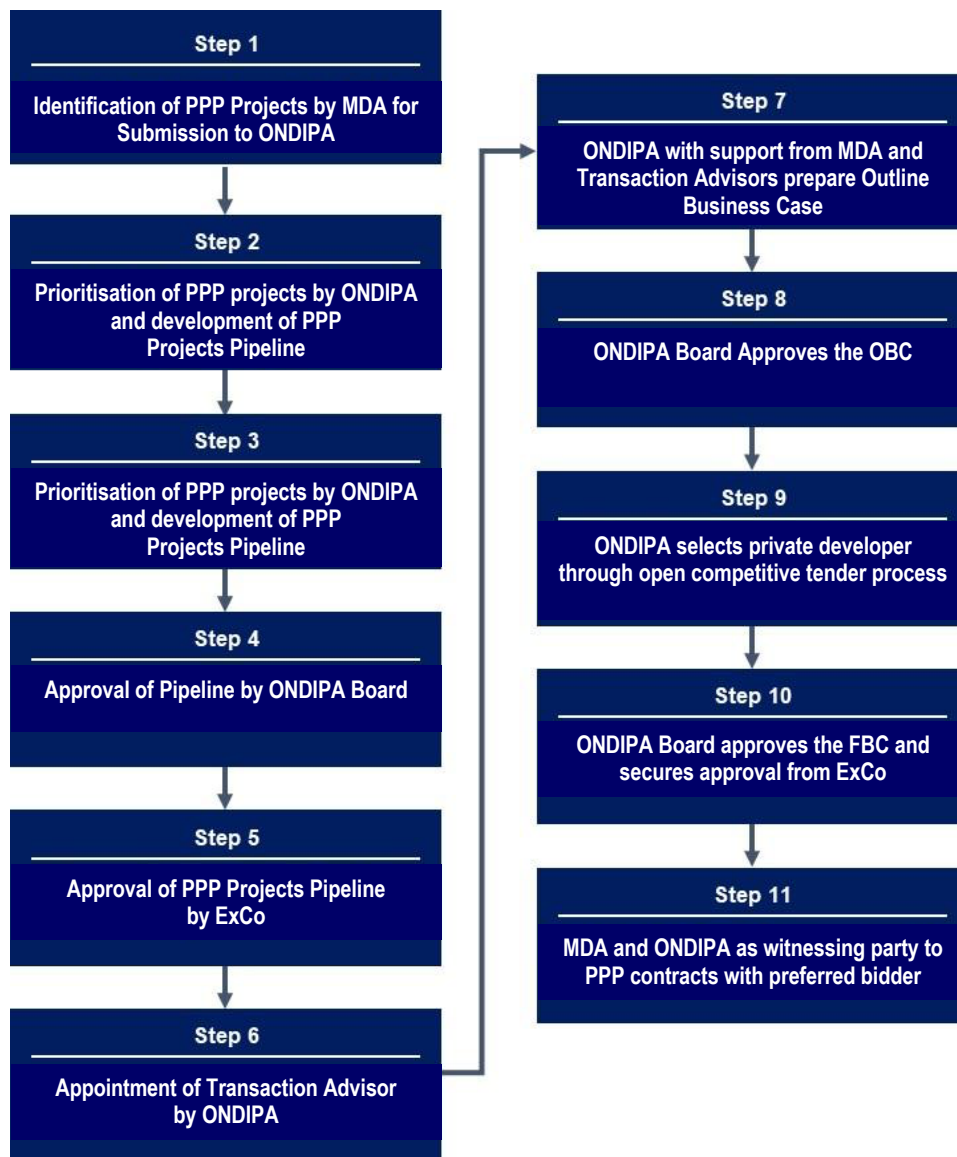 Step 1
Identification of PPP Projects by MDA for
Submission to ONDIPA
Step 2
Prioritisation of PPP projects by ONDIPA
and development of PPP
Projects Pipeline
Step 3
Prioritisation of PPP projects by ONDIPA
and development of PPP
Projects Pipeline
Step 4
Approval of Pipeline by ONDIPA Board
Step 5
Approval of PPP Projects Pipeline
by ExCo
Step 6
Appointment of Transaction Advisor
by ONDIPA
Step 7
ONDIPA with support from MDA and
Transaction Advisors prepare Outline
Business Case
Step 8
ONDIPA Board Approves the OBC
Step 9
ONDIPA selects private developer
through open competitive tender process
Step 10
ONDIPA Board approves the FBC and
secures approval from ExCo
Step 11
MDA and ONDIPA as witnessing party to
PPP contracts with preferred bidder